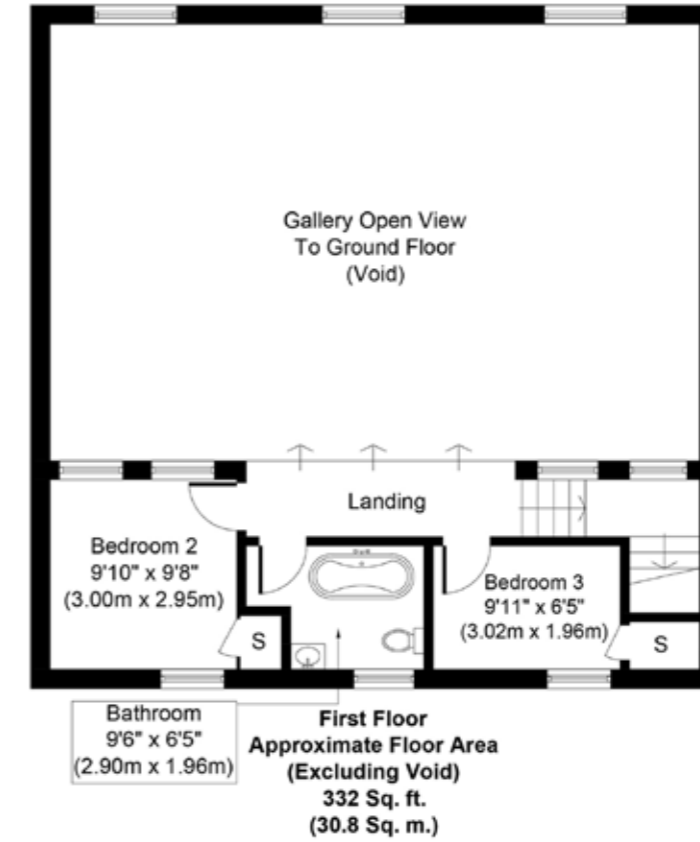 Gallery Open View
To Ground Floor
(Void)
Landing
Bedroom 2
9'10" x 9'8"
(3.00m x 2.95m)
Bedroom 3
9'11" x 6'5"
(3.02m x 1.96m)
S
S
Bathroom
9'6" x 6'5"
(2.90m x 1.96m)
First Floor
Approximate Floor Area
(Excluding Void)
332 Sq. ft.
(30.8 Sq. m.)